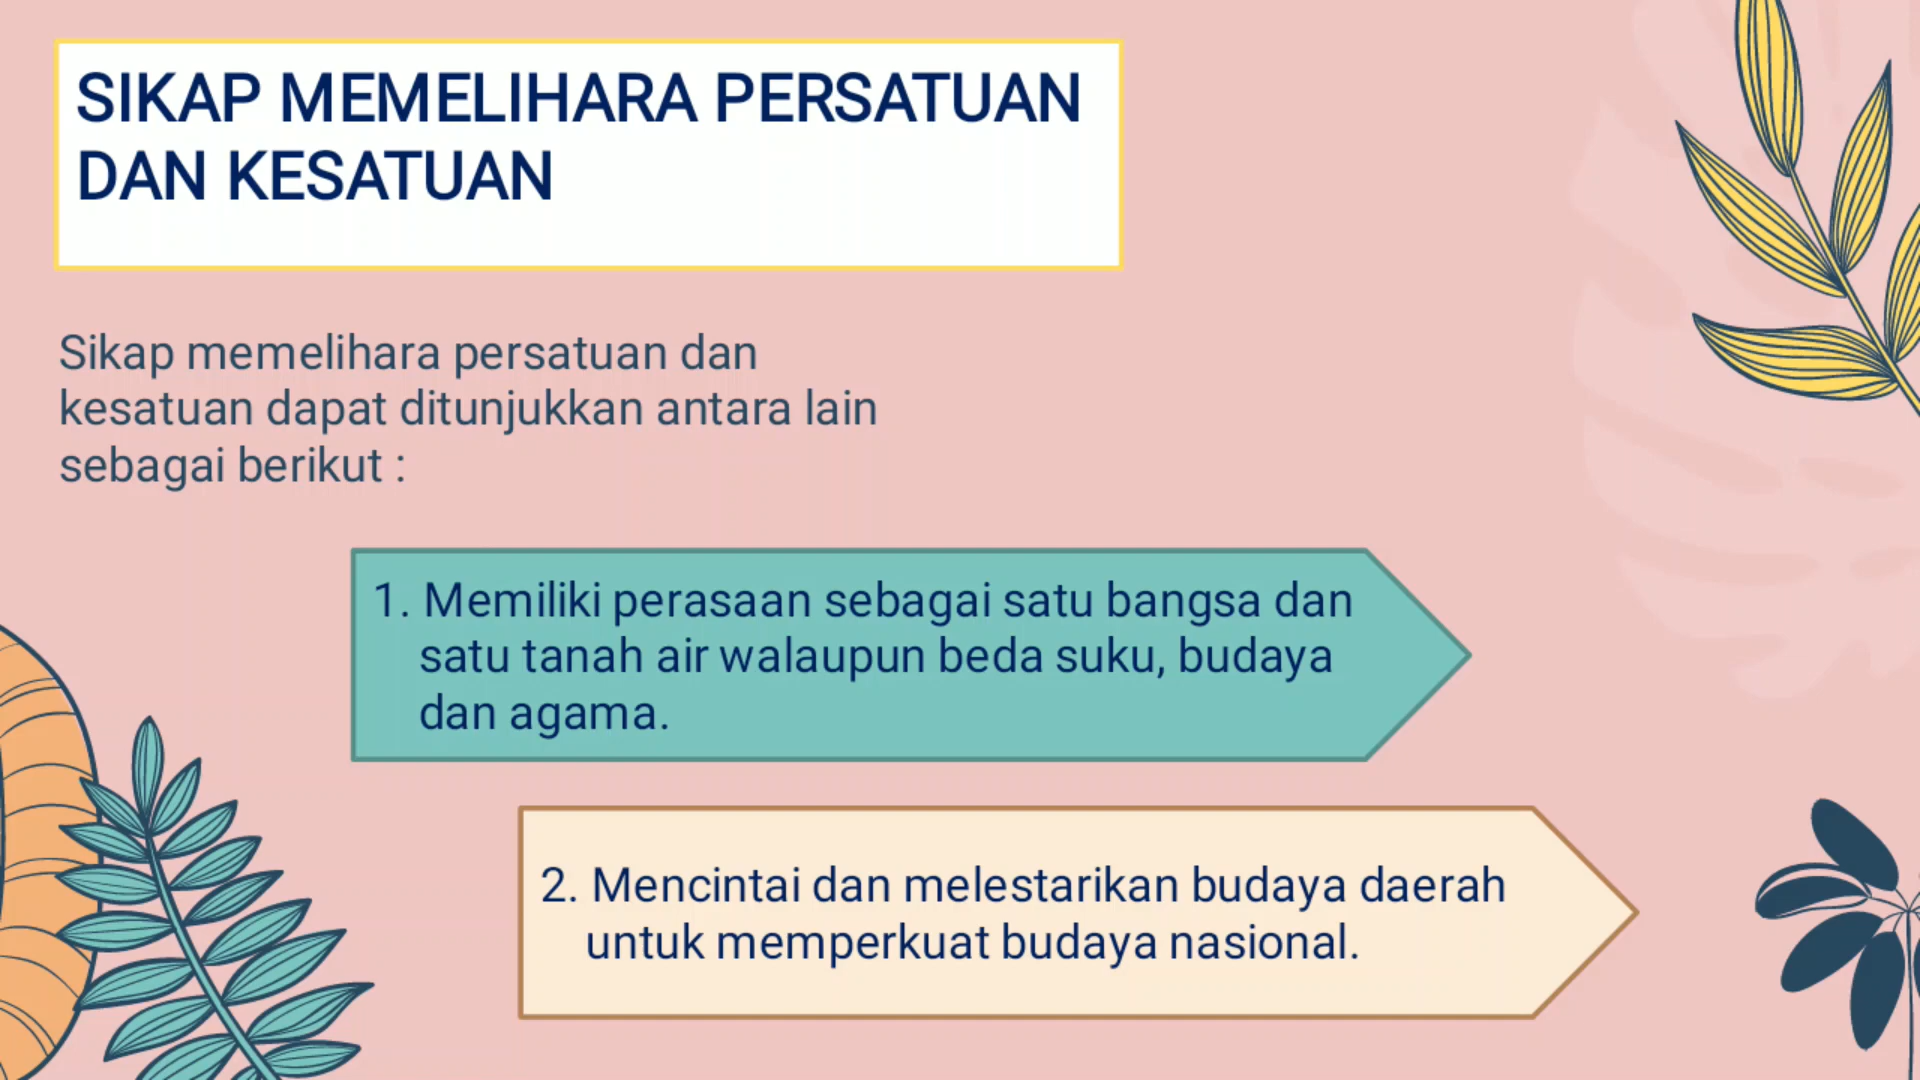 SIKAP MEMELIHARA PERSATUAN
DAN KESATUAN
Sikap memelihara persatuan dan
kesatuan dapat ditunjukkan antara lain
sebagai berikut :
1. Memiliki perasaan sebagai satu bangsa dan
satu tanah air walaupun beda suku, budaya
dan agama.
2. Mencintai dan melestarikan budaya daerah
untuk memperkuat budaya nasional.